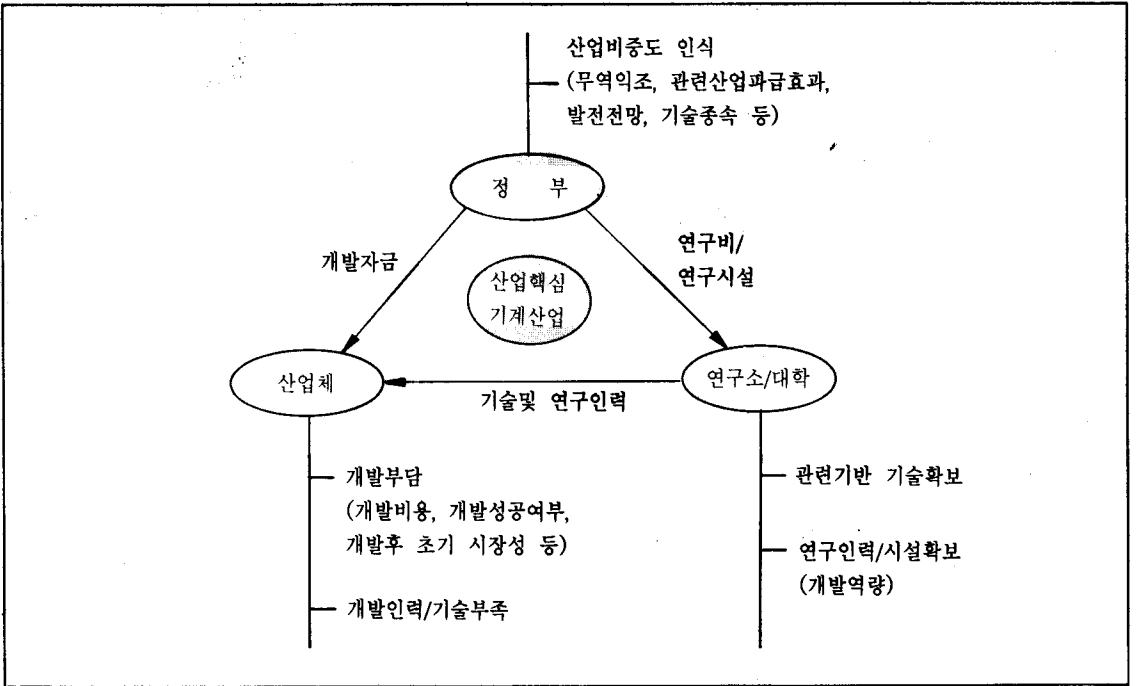 산업비중도 인식
(무역익조, 관련산업파급효과,
발전전망, 기술종속 등)
정 부
개발자금
연구비/
연구시설
산업핵심
기계산업
산업체
연구소/대학
기술및 연구인력
개발부담
(개발비용, 개발성공여부,
개발후 초기 시장성 등)
개발인력/기술부족
관련기반 기술확보
연구인력/시설확보
(개발역량)